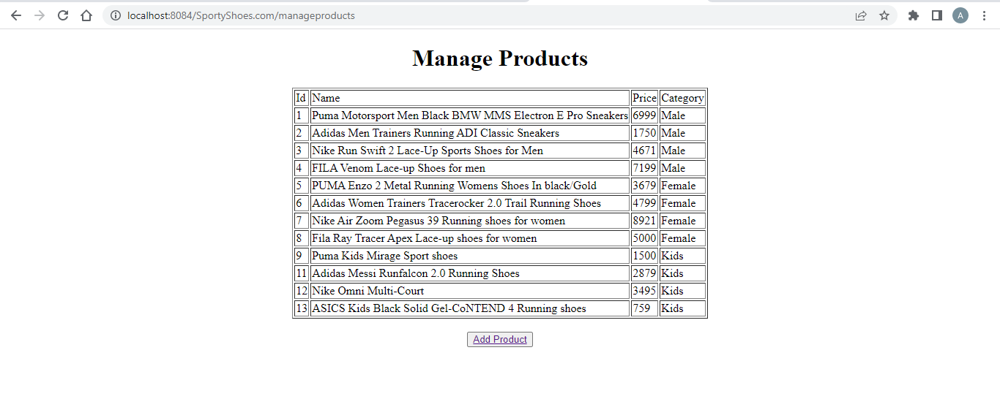 localhost:8084/SportyShoes.com/manageproducts
A
Manage Products
Id Name Price Category
1 Puma Motorsport Men Black BMW MMS Electron E Pro Sneakers 6999 Male
2 Adidas Men Trainers Running ADI Classic Sneakers 1750 Male
3 Nike Run Swift 2 Lace-Up Sports Shoes for Men 4671 Male
4 FILA Venom Lace-up Shoes for men 7199 Male
5 PUMA Enzo 2 Metal Running Womens Shoes In black/Gold 3679 Female
6 Adidas Women Trainers Tracerocker 2.0 Trail Running Shoes 4799 Female
7 Nike Air Zoom Pegasus 39 Running shoes for women 8921 Female
8 Fila Ray Tracer Apex Lace-up shoes for women 5000 Female
9 Puma Kids Mirage Sport shoes 1500 Kids
11 Adidas Messi Runfalcon 2.0 Running Shoes 2879 Kids
12 Nike Omni Multi-Court 3495 Kids
13 ASICS Kids Black Solid Gel-CoNTEND 4 Running shoes 759 Kids
Add Product